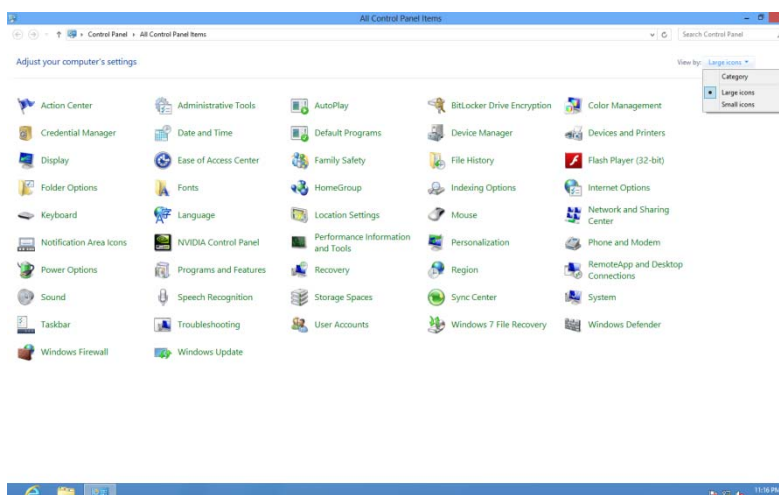 All Control Panel Items
Control Panel All Control Panel Items
Search Control Panel
Adjust your computer's settings
View by: Large icons
Category
Large icons
Small icons
Action Center
Administrative Tools
AutoPlay
BitLocker Drive Encryption
Color Management
Credential Manager
Date and Time
Default Programs
Device Manager
Devices and Printers
Display
Ease of Access Center
Family Safety
File History
Flash Player (32-bit)
Folder Options
Fonts
HomeGroup
Indexing Options
Internet Options
Keyboard
Language
Location Settings
Mouse
Network and Sharing
Center
Notification Area Icons
NVIDIA Control Panel
Performance Information
and Tools
Personalization
Phone and Modem
Power Options
Programs and Features
Recovery
Region
RemoteApp and Desktop
Connections
Sound
Speech Recognition
Storage Spaces
Sync Center
System
Taskbar
Troubleshooting
User Accounts
Windows 7 File Recovery
Windows Defender
Windows Firewall
Windows Update
11:16 PM